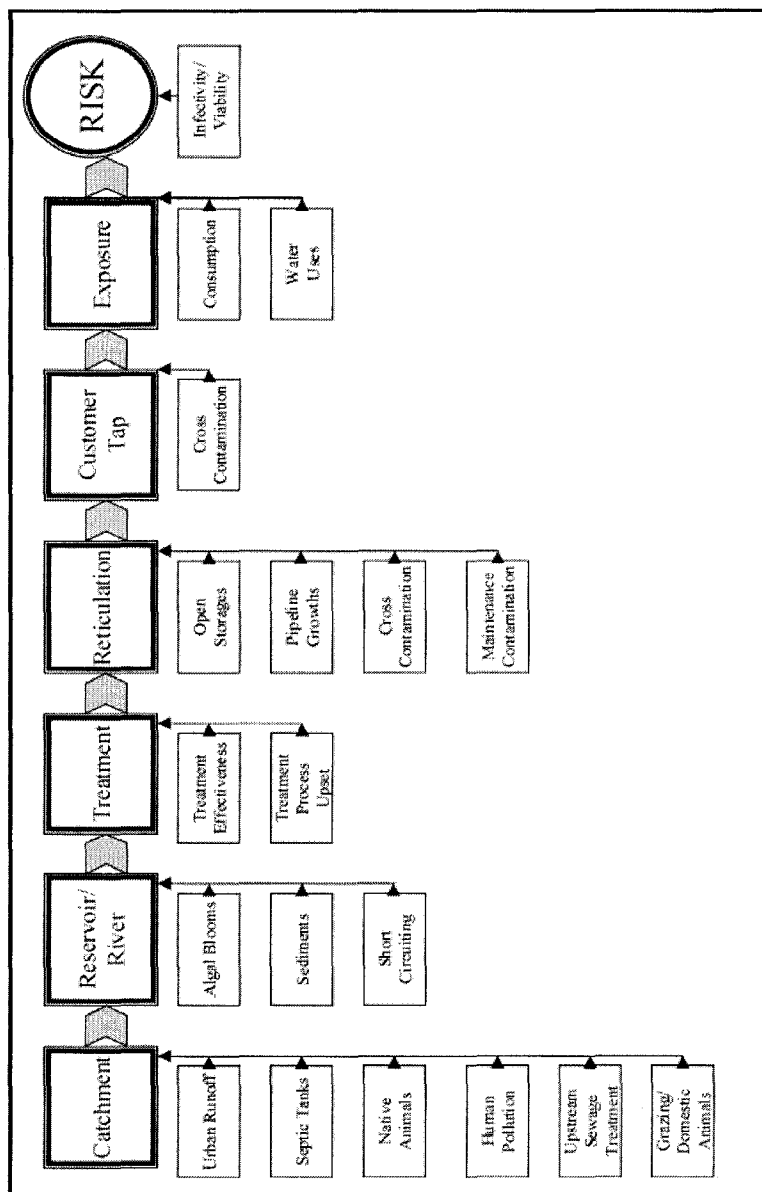 Catchment
Urban Runoff
Septic Tanks
Native
Animals
Human
Pollution
Upstream
Sewage
Treatment
Grazing/
Domestic
Animals
Reservoir/
River
Algal Blooms
Sediments
Short
Circuiting
Treatment
Treatment
Effectiveness
Treatment
Process
Upset
Reticulation
Open
Storages
Pipeline
Growths
Cross
Contamination
Maintenance
Contamination
Customer
Tap
Cross
Contamination
Exposure
Consumption
Water
Uses
RISK
Infectivity/
Viability